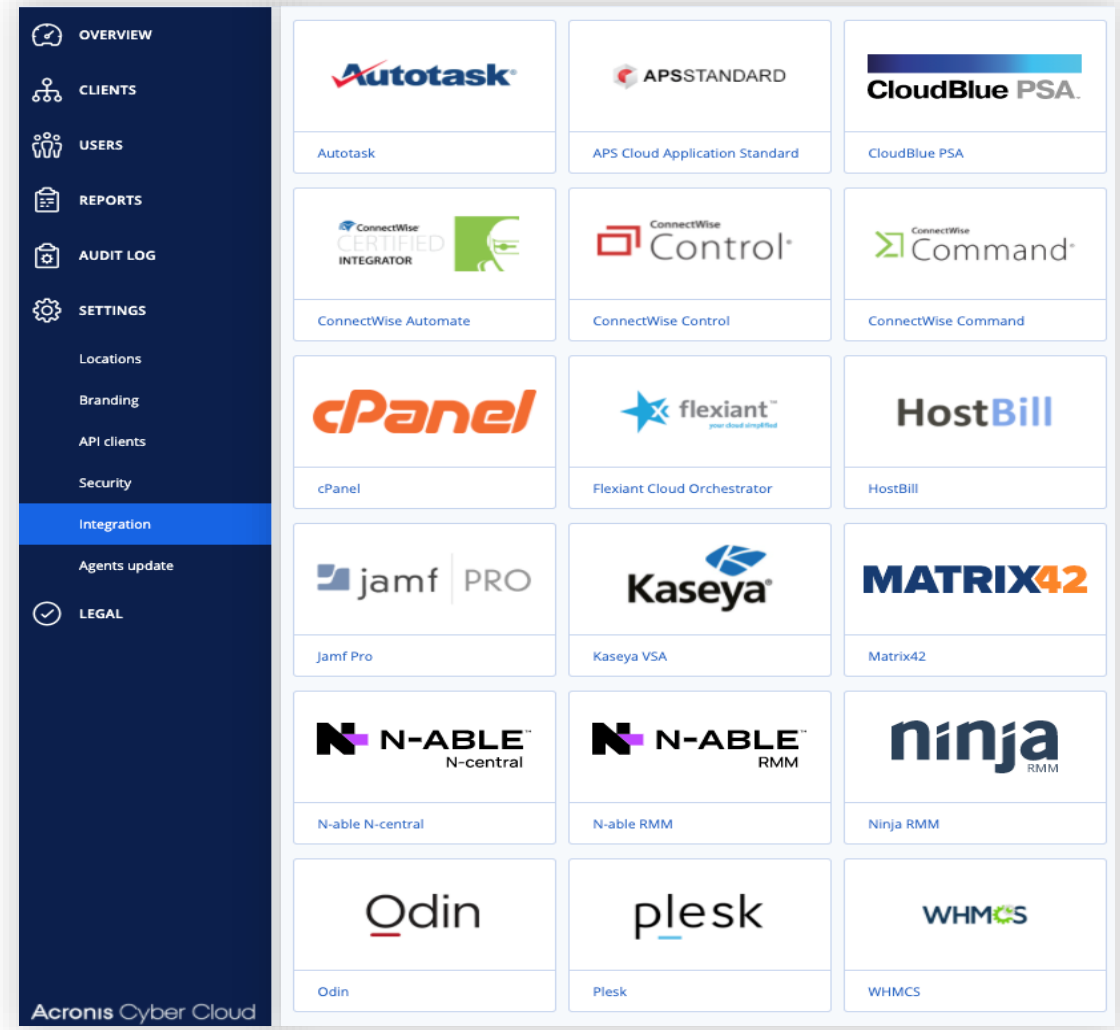 OVERVIEW
CLIENTS
USERS
REPORTS
AUDIT LOG
SETTINGS
Locations
Branding
API clients
Security
Integration
Agents update
LEGAL
Acronis Cyber Cloud
Autotask
Autotask
APSSTANDARD
APS Cloud Application Standard
CloudBlue PSA™
CloudBlue PSA
ConnectWise
CERTIFIED
INTEGRATOR
ConnectWise Automate
ConnectWise
Control
ConnectWise Control
ConnectWise
Command
ConnectWise Command
cPanel
cPanel
flexiant™
your cloud simplified
Flexiant Cloud Orchestrator
HostBill
HostBill
jamf PRO
Jamf Pro
Kaseya
Kaseya VSA
MATRIX42
Matrix42
N-ABLE™
N-central
N-able N-central
N-ABLE™
RMM
N-able RMM
ninja
RMM
Ninja RMM
Odin
Odin
plesk
Plesk
WHMCS
WHMCS